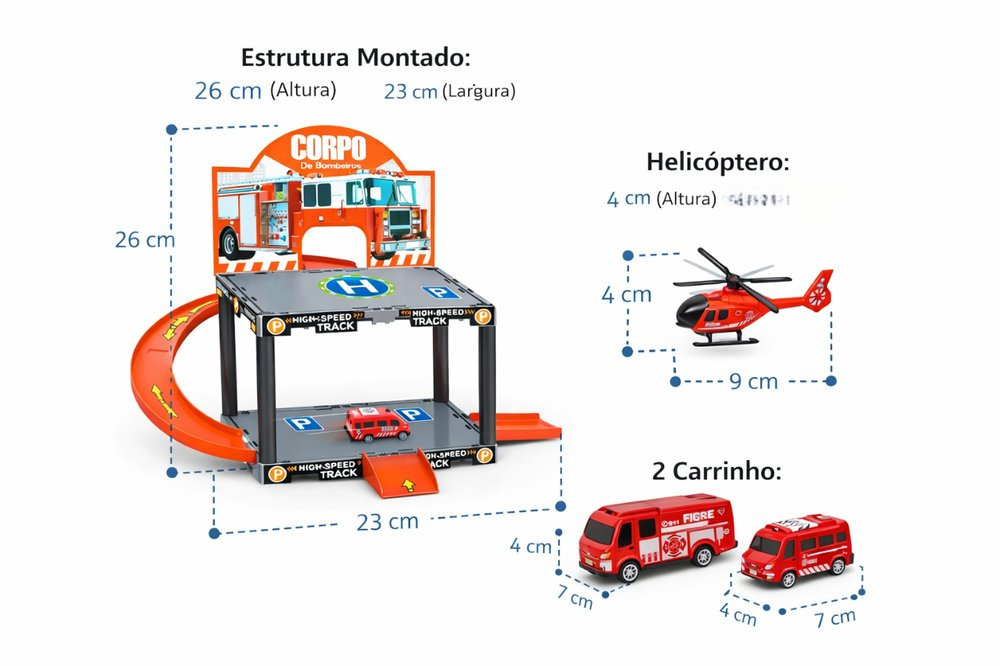 Estrutura Montado:
26 cm (Altura) 23 cm (Largura)
CORPO
De Bombeiros
26 cm
H
P
P HIGH-SPEED TRACK HIGH-SPEED TRACK P
P P
P HIGH-SPEED TRACK HIGH-SPEED TRACK P
23 cm
Helicóptero:
4 cm (Altura)
4 cm
9 cm
2 Carrinho:
FIGRE
4 cm
7 cm
4 cm
7 cm